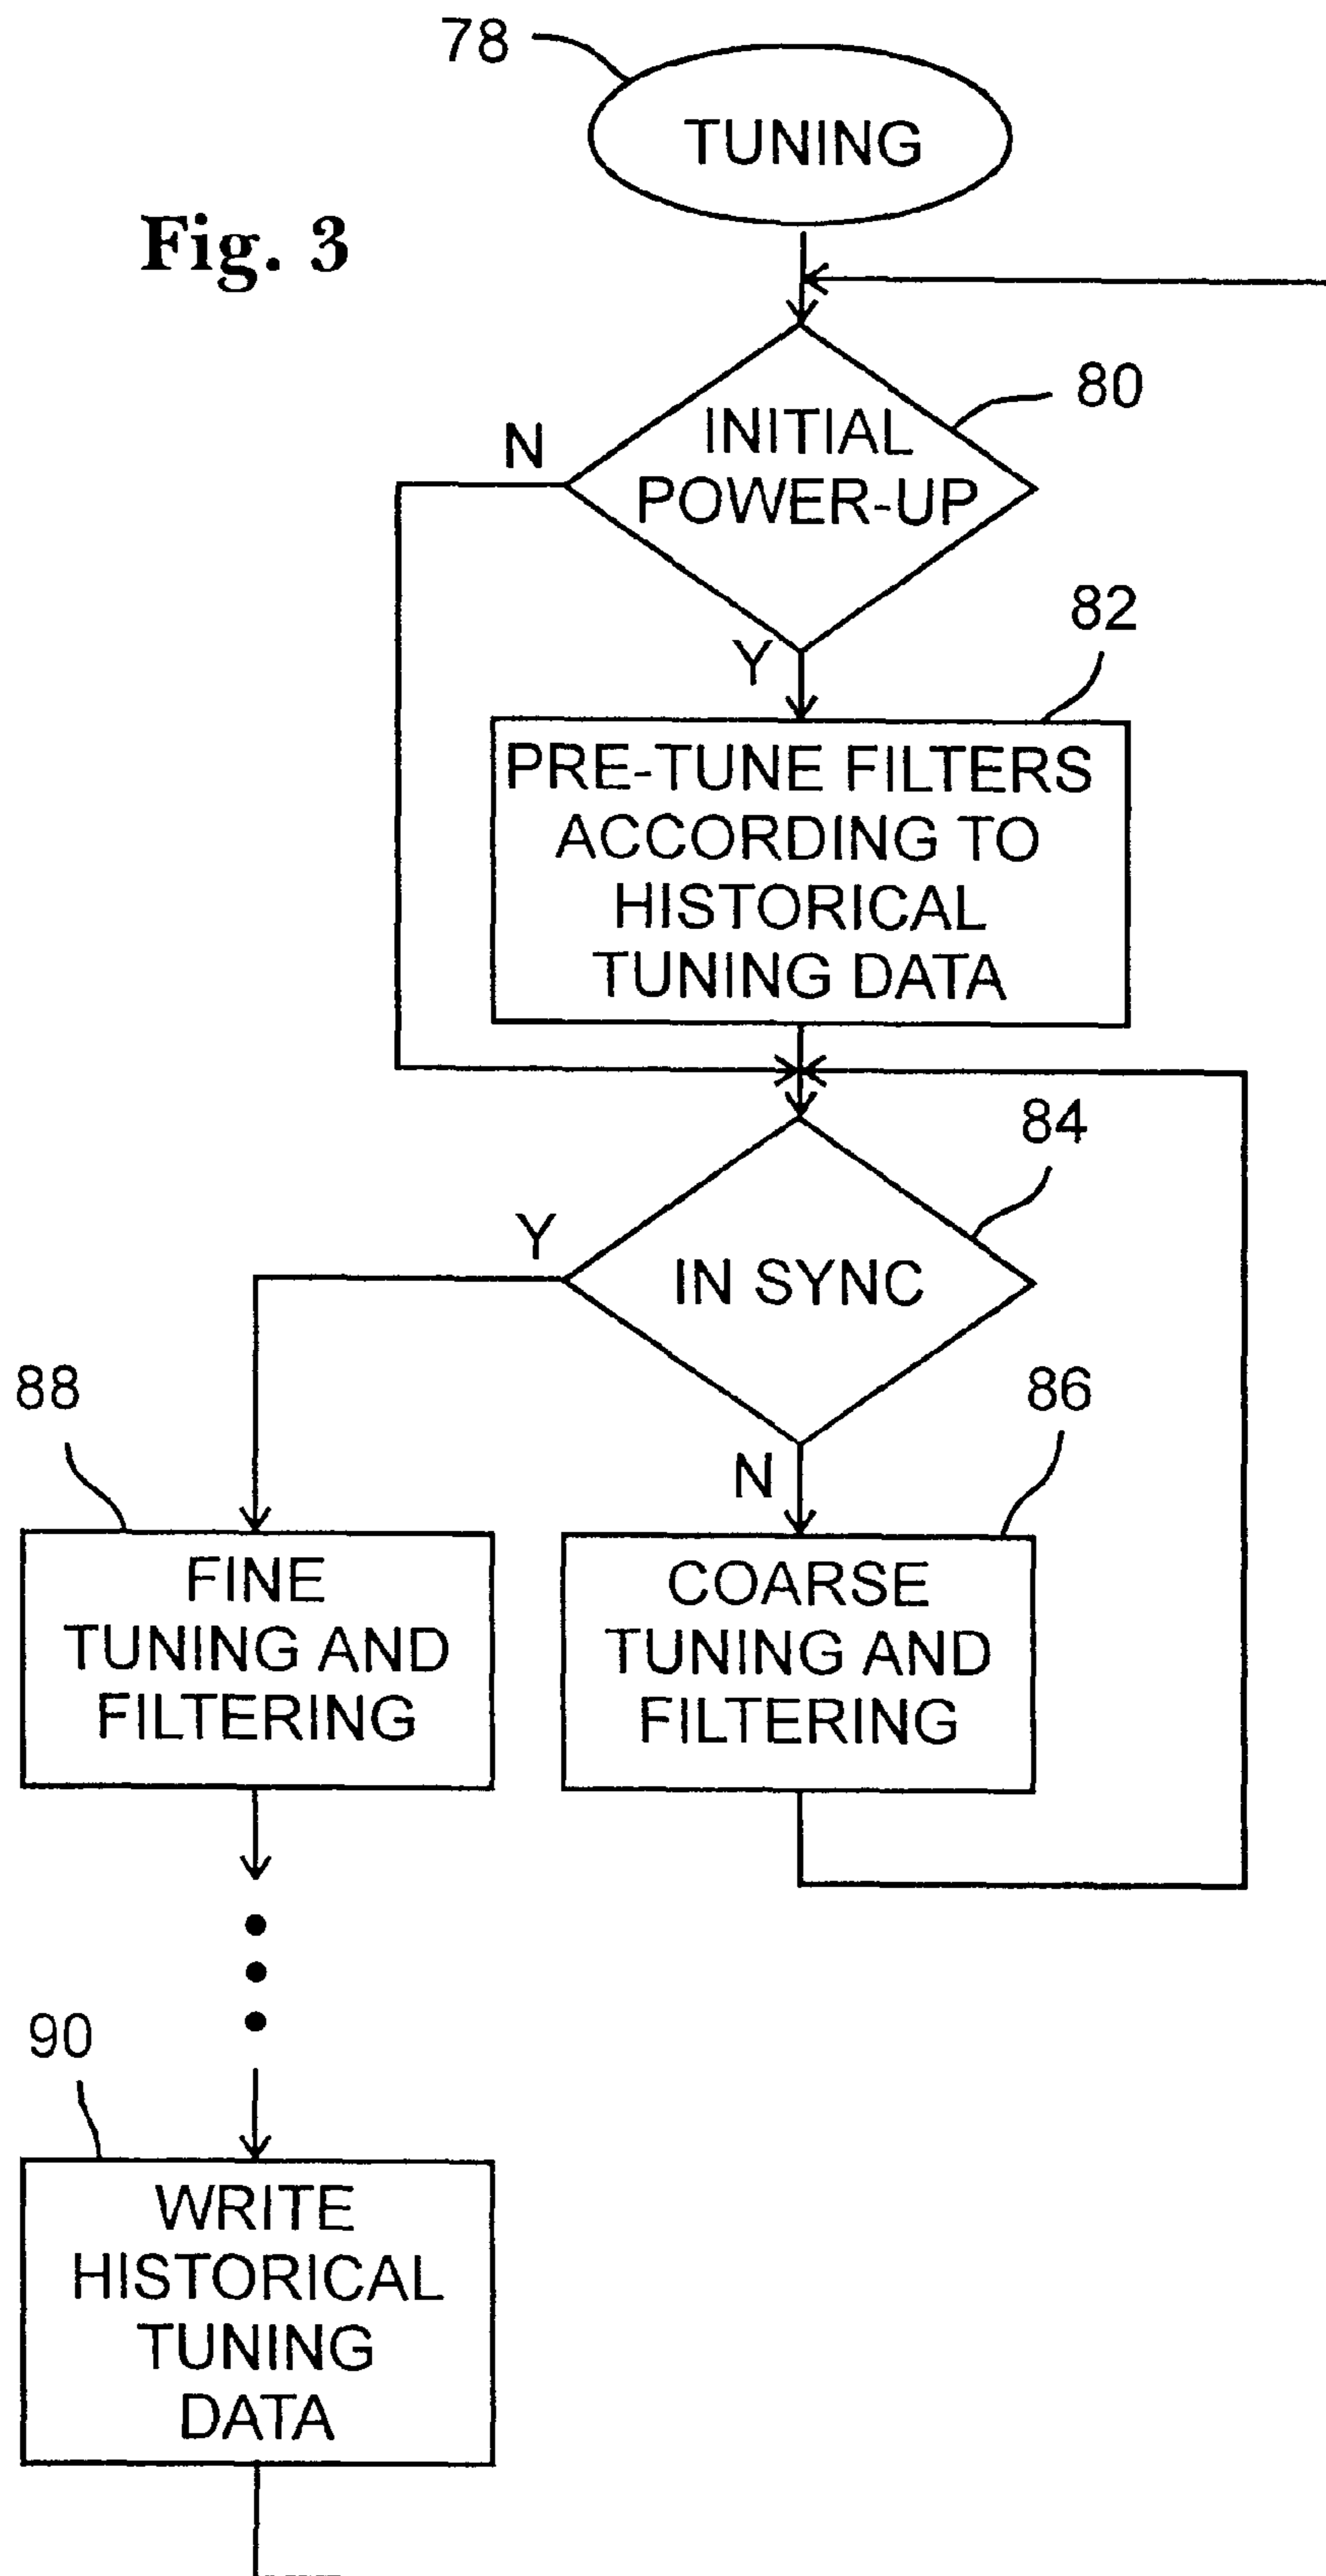 78
TUNING
Fig. 3
80
N
INITIAL
POWER-UP
82
Y
PRE-TUNE FILTERS
ACCORDING TO
HISTORICAL
TUNING DATA
84
Y
IN SYNC
88
86
N
FINE
TUNING AND
FILTERING
COARSE
TUNING AND
FILTERING
90
WRITE
HISTORICAL
TUNING
DATA